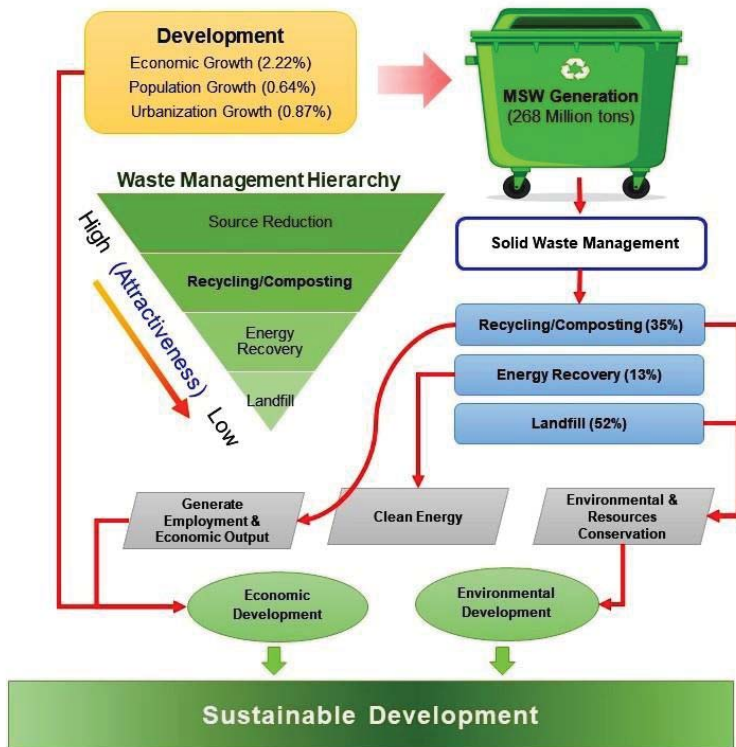 Development
Economic Growth (2.22%)
Population Growth (0.64%)
Urbanization Growth (0.87%)
MSW Generation
(268 Million tons)
Waste Management Hierarchy
Source Reduction
Recycling/Composting
Energy
Recovery
Landfill
High
(Attractiveness)
Low
Solid Waste Management
Recycling/Composting (35%)
Energy Recovery (13%)
Landfill (52%)
Generate
Employment &
Economic Output
Clean Energy
Environmental &
Resources
Conservation
Economic
Development
Environmental
Development
Sustainable Development